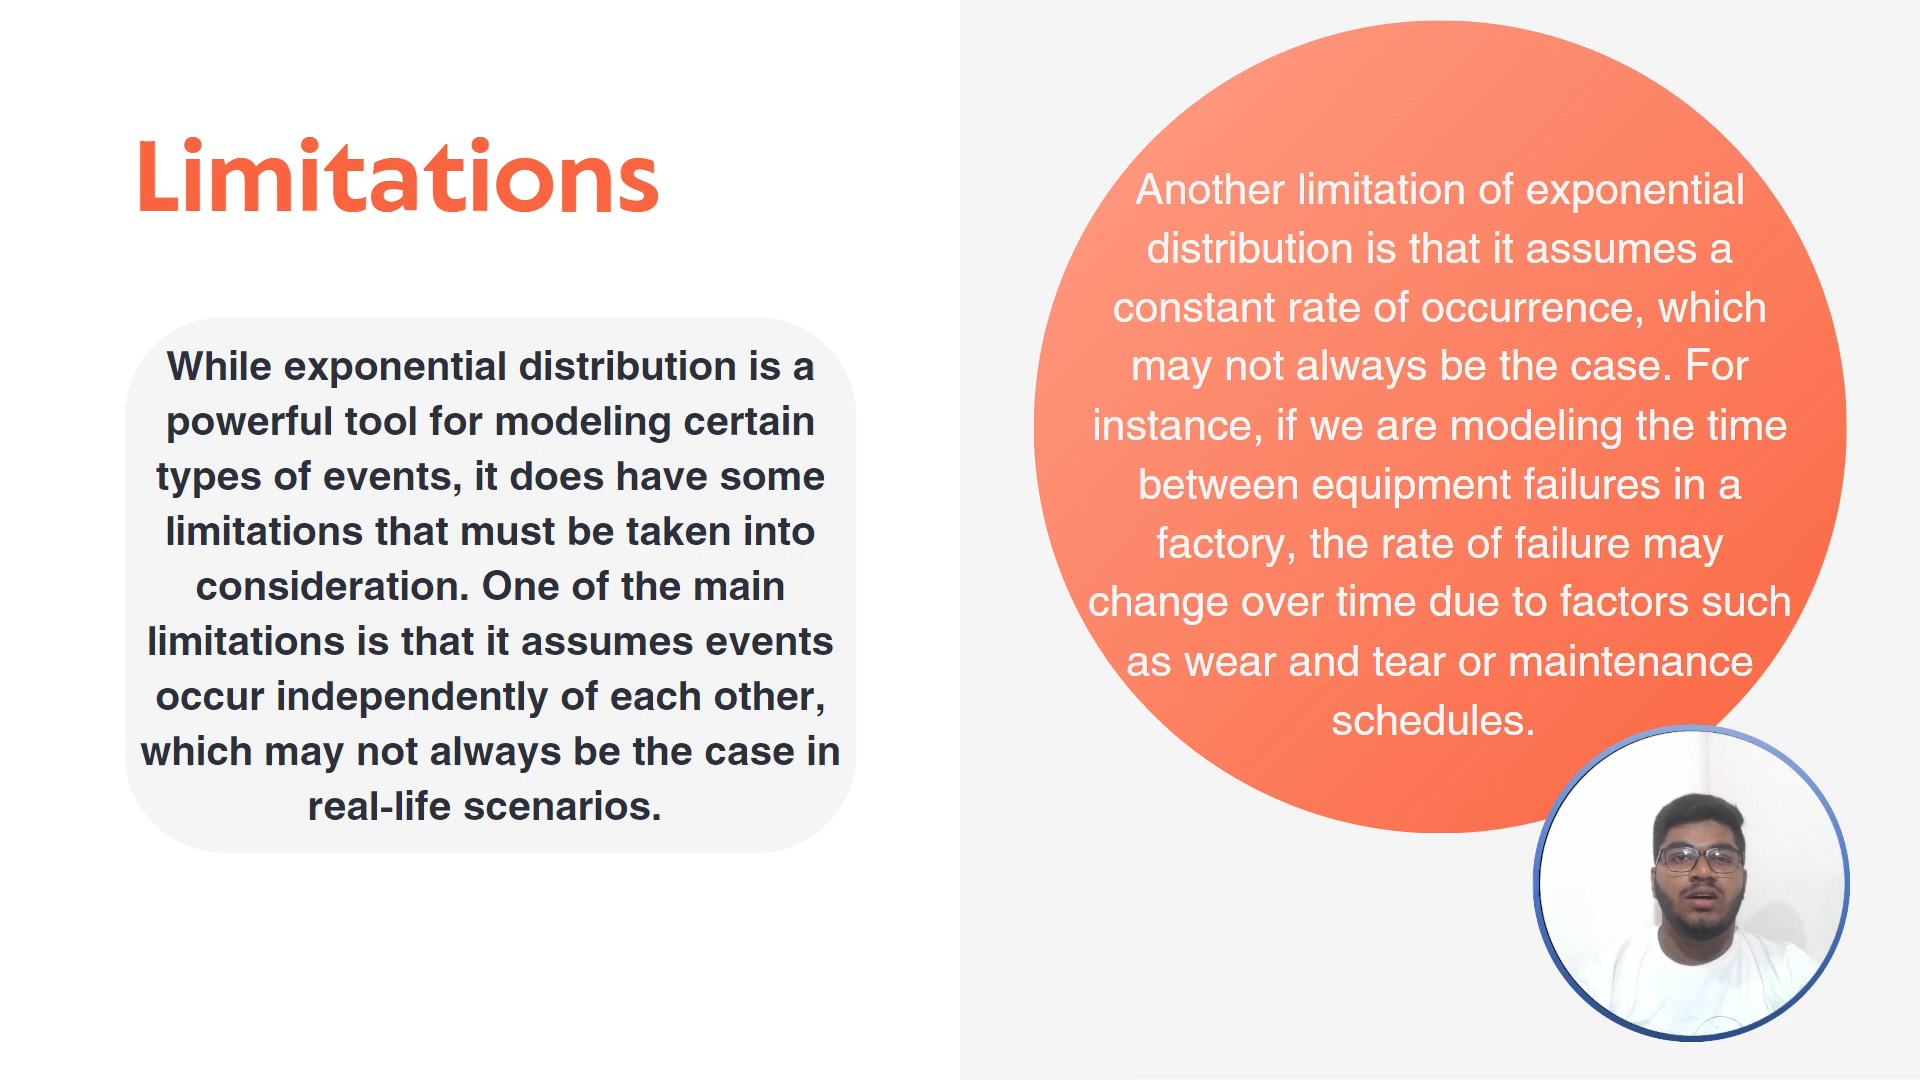 Limitations
While exponential distribution is a
powerful tool for modeling certain
types of events, it does have some
limitations that must be taken into
consideration. One of the main
limitations is that it assumes events
occur independently of each other,
which may not always be the case in
real-life scenarios.
Another limitation of exponential
distribution is that it assumes a
constant rate of occurrence, which
may not always be the case. For
instance, if we are modeling the time
between equipment failures in a
factory, the rate of failure may
change over time due to factors such
as wear and tear or maintenance
schedules.